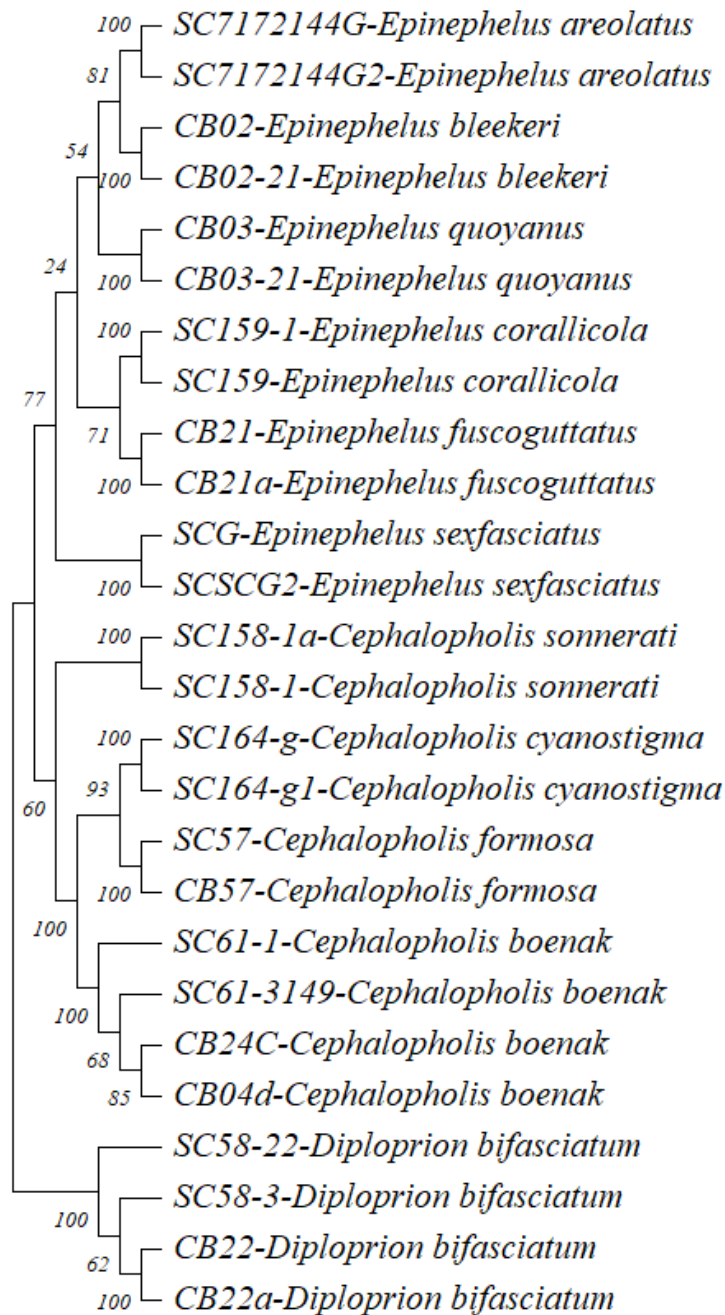 100 SC7172144G-Epinephelus areolatus
81 SC7172144G2-Epinephelus areolatus
CB02-Epinephelus bleekeri
54
100 CB02-21-Epinephelus bleekeri
CB03-Epinephelus quoyanus
24
100 CB03-21-Epinephelus quoyanus
100 SC159-1-Epinephelus corallicola
SC159-Epinephelus corallicola
77
71 CB21-Epinephelus fuscoguttatus
100 CB21a-Epinephelus fuscoguttatus
SCG-Epinephelus sexfasciatus
100 SCSCG2-Epinephelus sexfasciatus
100 SC158-1a-Cephalopholis sonnerati
SC158-1-Cephalopholis sonnerati
100 SC164-g-Cephalopholis cyanostigma
93 SC164-g1-Cephalopholis cyanostigma
60
SC57-Cephalopholis formosa
100 CB57-Cephalopholis formosa
100
SC61-1-Cephalopholis boenak
SC61-3149-Cephalopholis boenak
100
CB24C-Cephalopholis boenak
68
85 CB04d-Cephalopholis boenak
SC58-22-Diploprion bifasciatum
SC58-3-Diploprion bifasciatum
100
CB22-Diploprion bifasciatum
62
100 CB22a-Diploprion bifasciatum